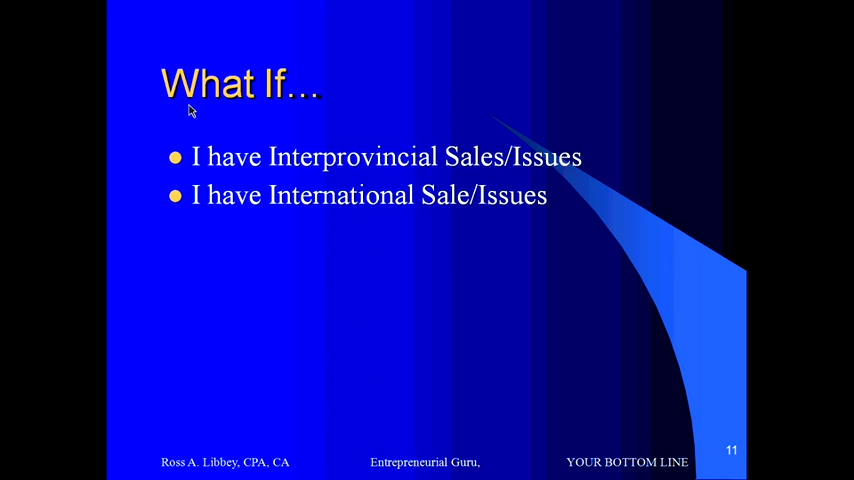 What If...
I have Interprovincial Sales/Issues
I have International Sale/Issues
11
Ross A. Libbey, CPA, CA
Entrepreneurial Guru,
YOUR BOTTOM LINE